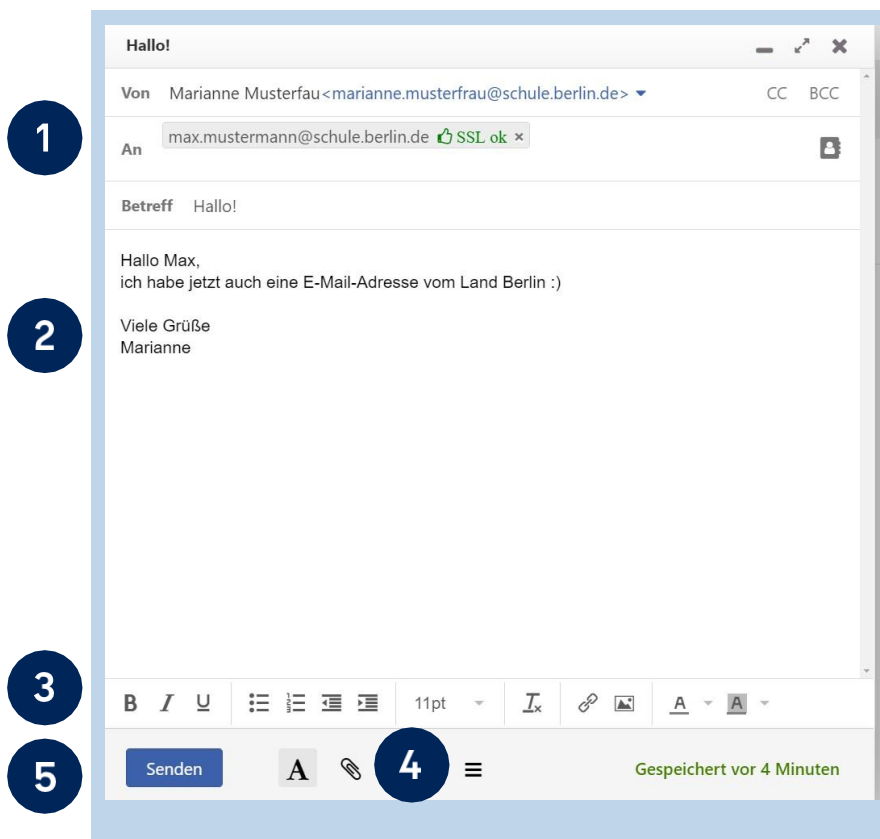 Hallo!
Von Marianne Musterfau<marianne.musterfrau@schule.berlin.de> CC BCC
1
An max.mustermann@schule.berlin.de SSL ok ×
Betreff Hallo!
Hallo Max,
ich habe jetzt auch eine E-Mail-Adresse vom Land Berlin :)
2
Viele Grüße
Marianne
3
B I U 11pt Tx A A
5
Senden A 4 Gespeichert vor 4 Minuten